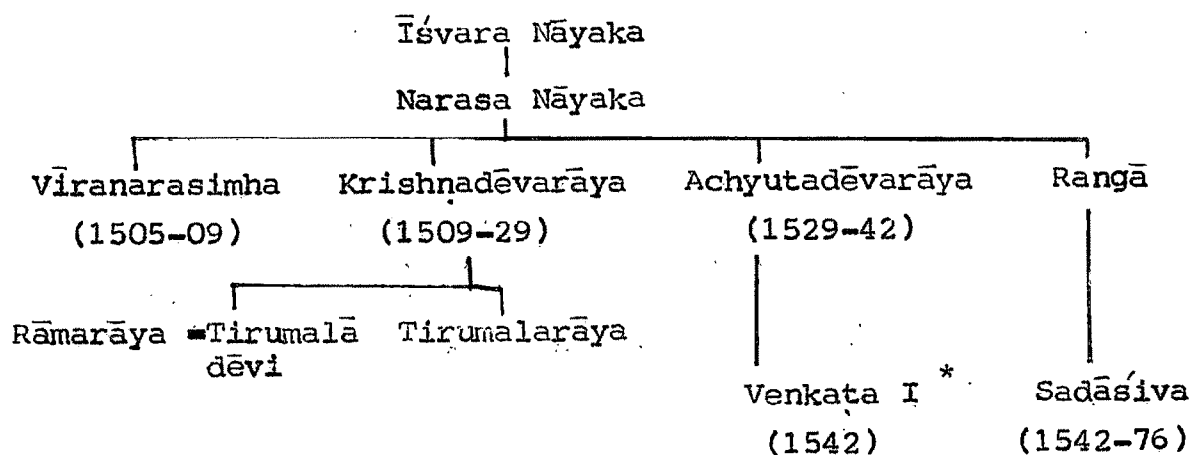 Īśvara Nāyaka
Narasa Nāyaka
Vīranarasimha Krishnadēvarāya Achyutadēvarāya Rangā
(1505-09) (1509-29) (1529-42)
Rāmarāya =Tirumalā Tirumalarāya
dēvi
Venkaṭa I * Sadāśiva
(1542) (1542-76)